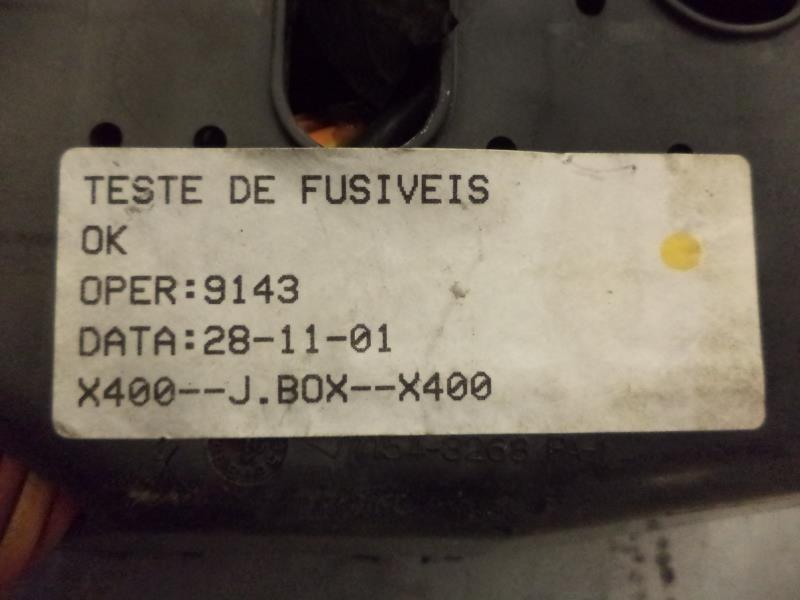 TESTE DE FUSIVEIS
OK
OPER:9143
DATA:28-11-01
X400--J.BOX--X400